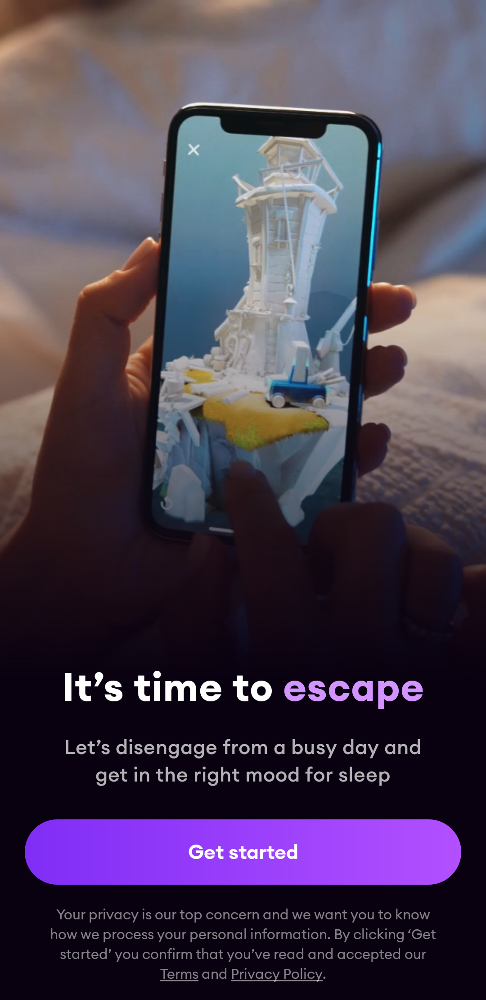 It’s time to escape
Let’s disengage from a busy day and
get in the right mood for sleep
Get started
Your privacy is our top concern and we want you to know
how we process your personal information. By clicking ‘Get
started’ you confirm that you’ve read and accepted our
Terms and Privacy Policy.